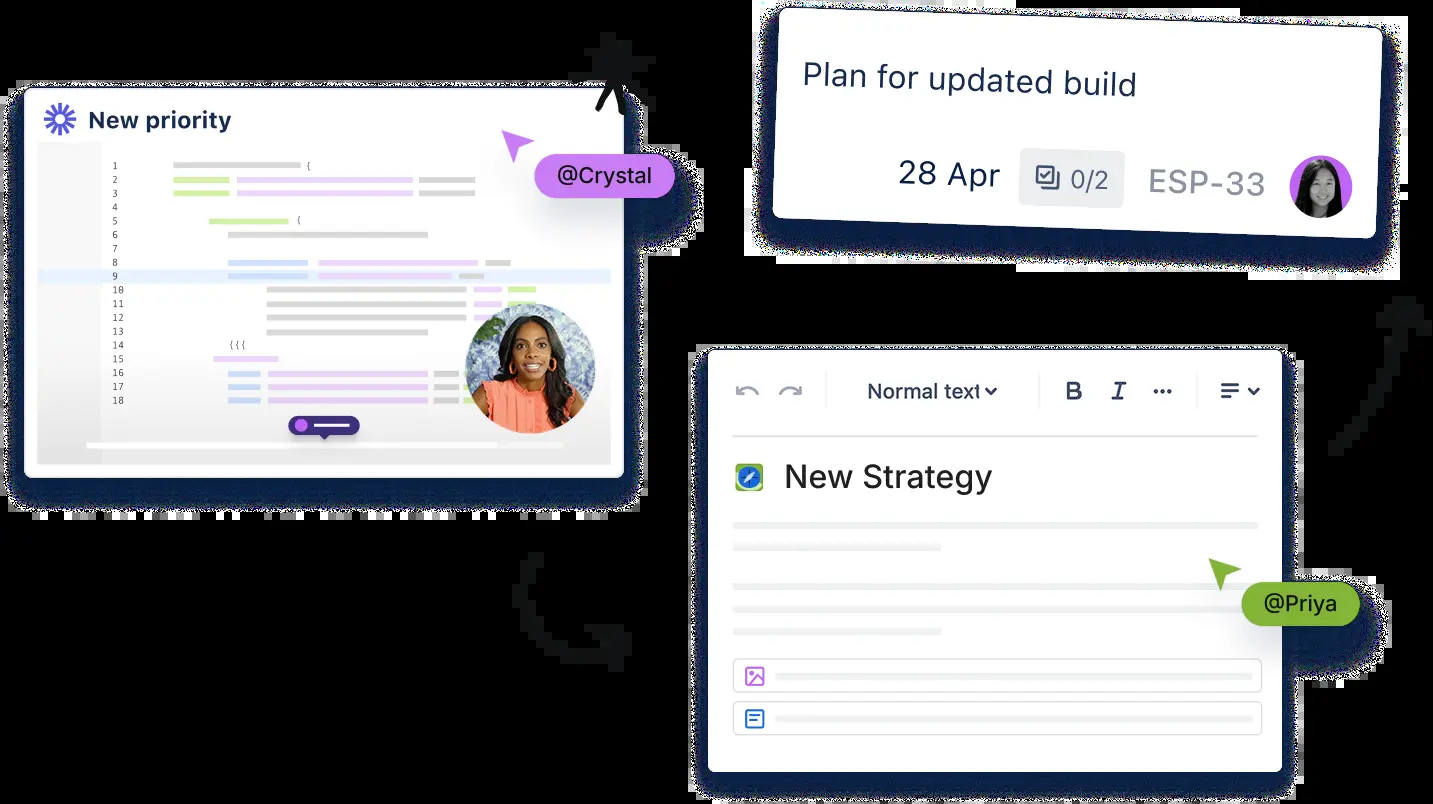 New priority
@Crystal
1 {
2
3
4
5 {
6
7
8
9
10
11
12
13
14 {{{
15
16
17
18
Plan for updated build
28 Apr 0/2 ESP-33
Normal text B I
New Strategy
@Priya